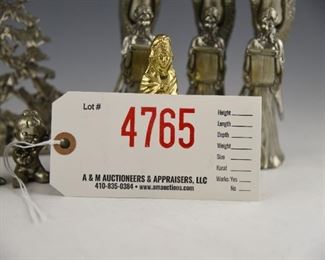 Lot #
4765
Height
Length
Depth
Weight
Size
Karat
Works Yes
No
A & M AUCTIONEERS & APPRAISERS, LLC
410-835-0384 • www.amauctions.com